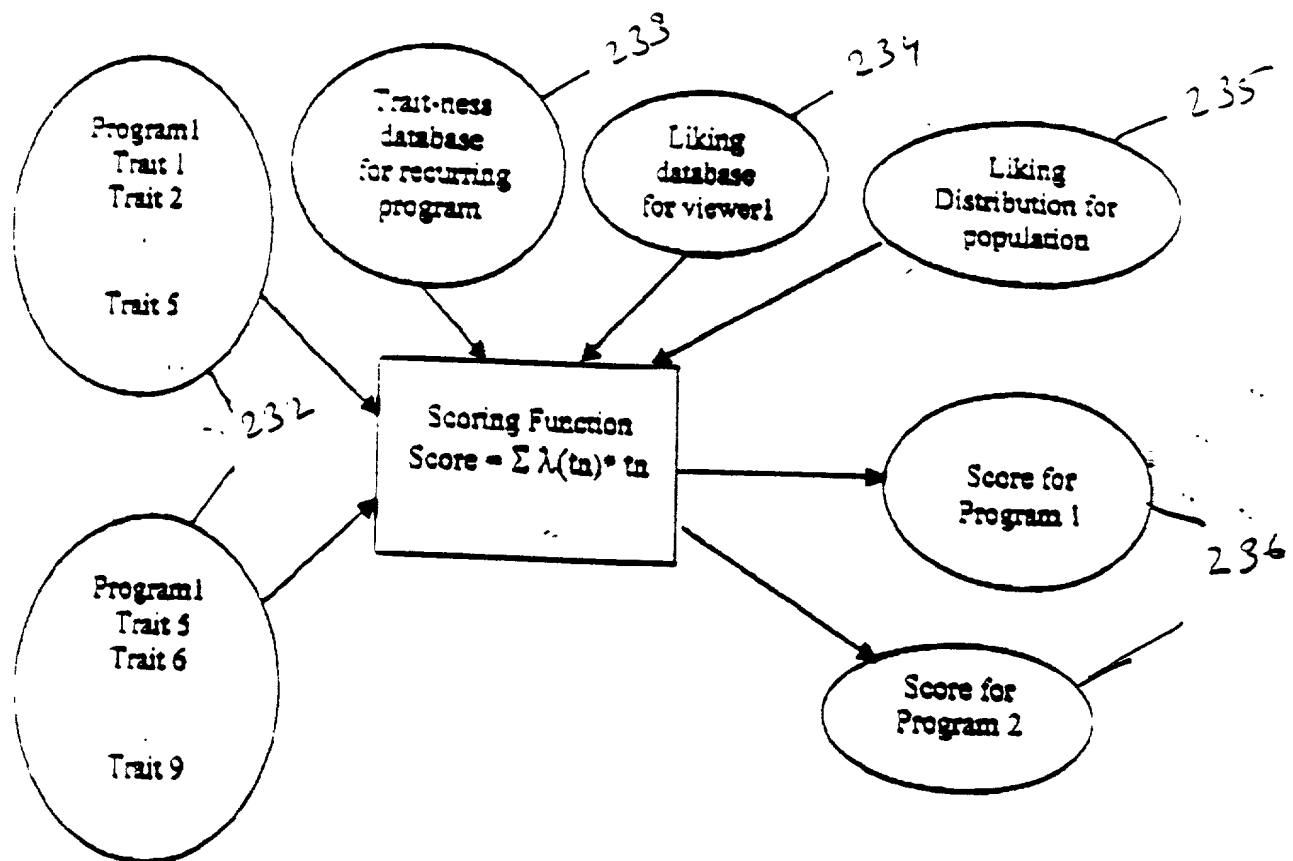 233
234
235
Program1
Trait 1
Trait 2
Trait 5
Trait-ness
database
for recurring
program
Liking
database
for viewer1
Liking
Distribution for
population
232
Scoring Function
Score = Σ λ(tn)* tn
Score for
Program 1
236
Program1
Trait 5
Trait 6
Trait 9
Score for
Program 2